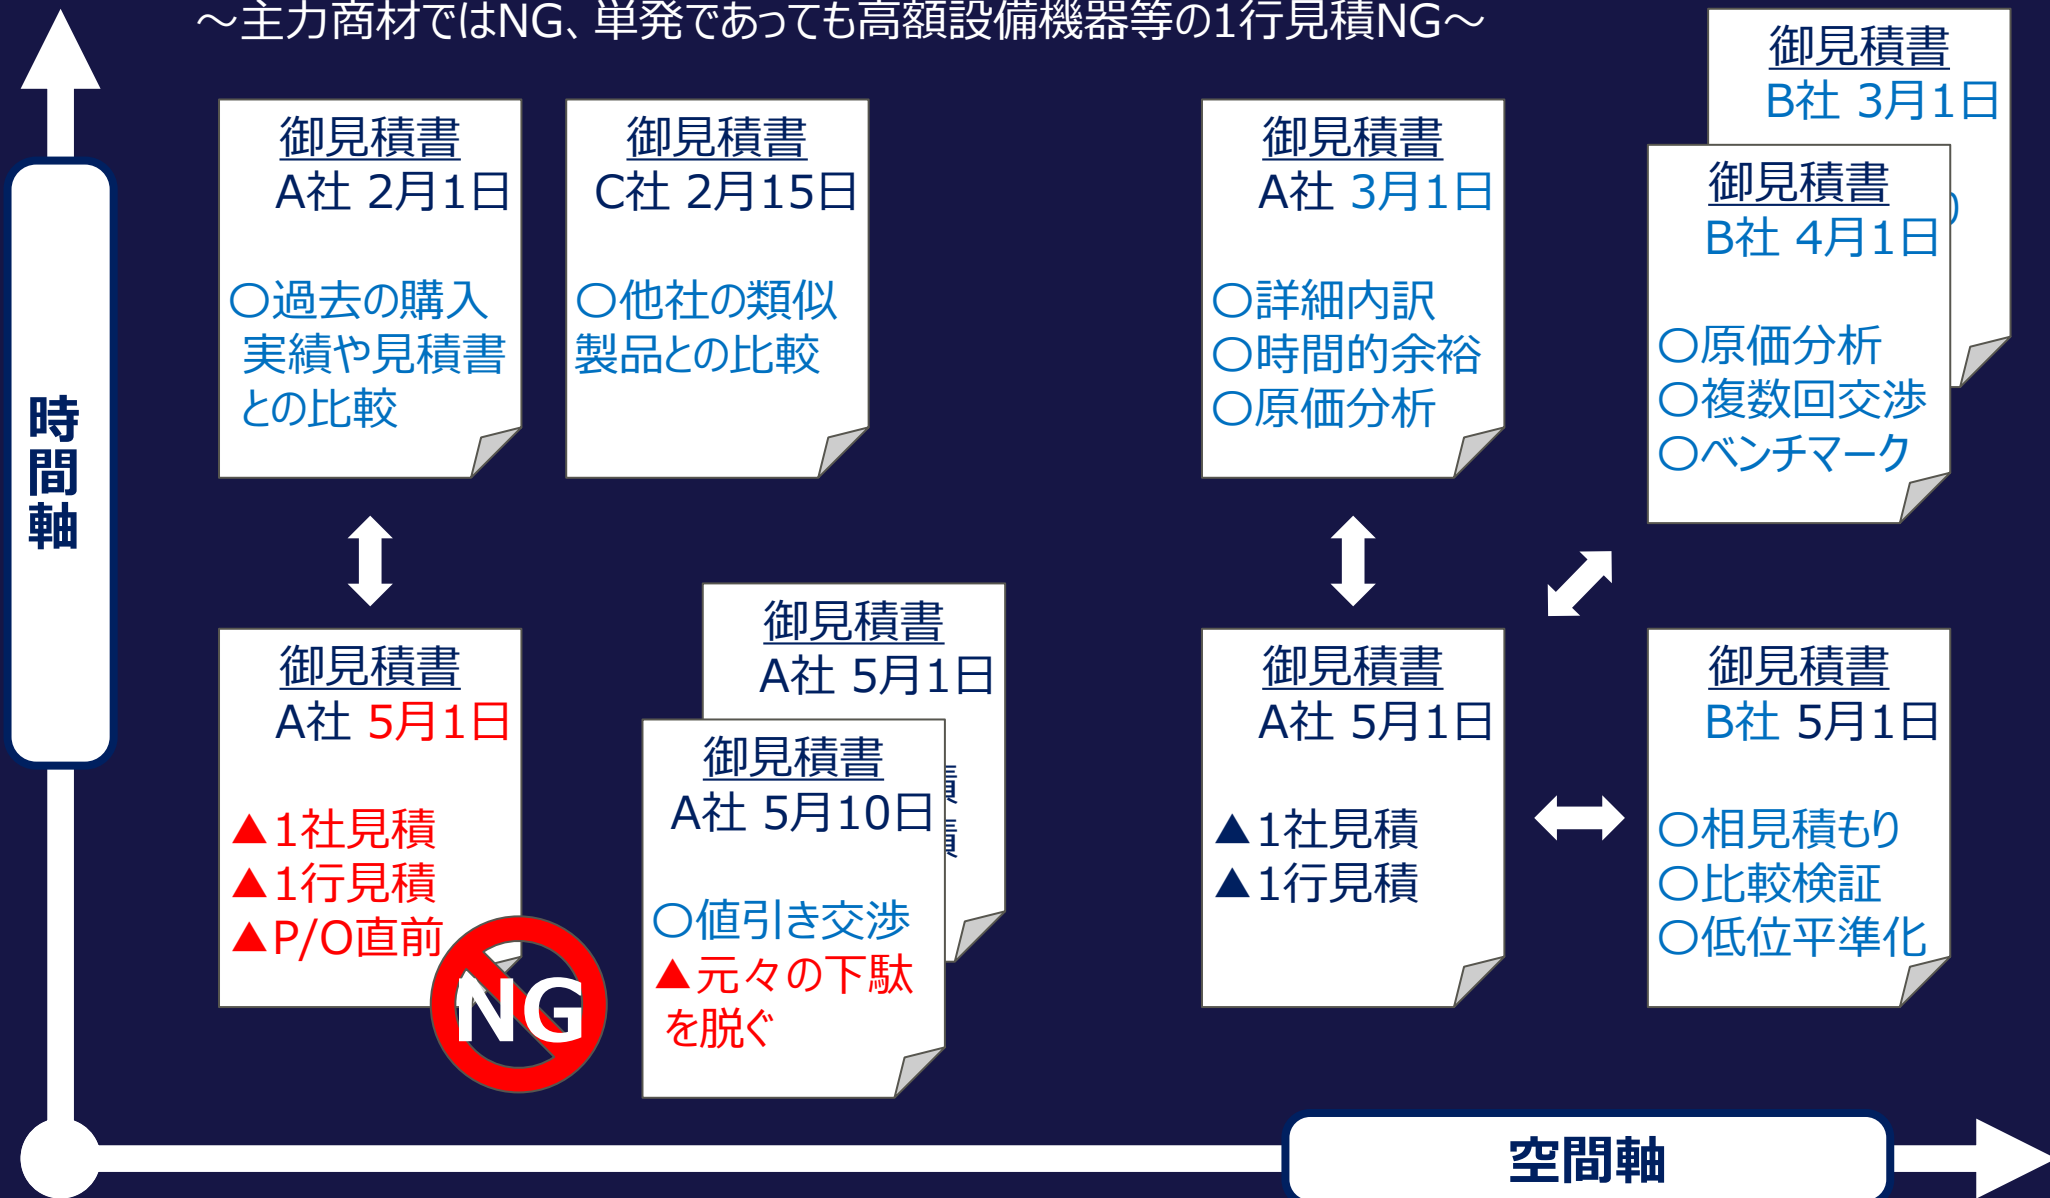 ～主力商材ではNG、単発であっても高額設備機器等の1行見積NG～
時間軸
御見積書
A社 2月1日
〇過去の購入
実績や見積書
との比較
御見積書
C社 2月15日
〇他社の類似
製品との比較
御見積書
A社 3月1日
〇詳細内訳
〇時間的余裕
〇原価分析
御見積書
B社 3月1日
御見積書
B社 4月1日
〇原価分析
〇複数回交渉
〇ベンチマーク
御見積書
A社 5月1日
▲1社見積
▲1行見積
▲P/O直前
NG
御見積書
A社 5月1日
御見積書
A社 5月10日
〇値引き交渉
▲元々の下駄
を脱ぐ
御見積書
A社 5月1日
▲1社見積
▲1行見積
御見積書
B社 5月1日
〇相見積もり
〇比較検証
〇低位平準化
空間軸